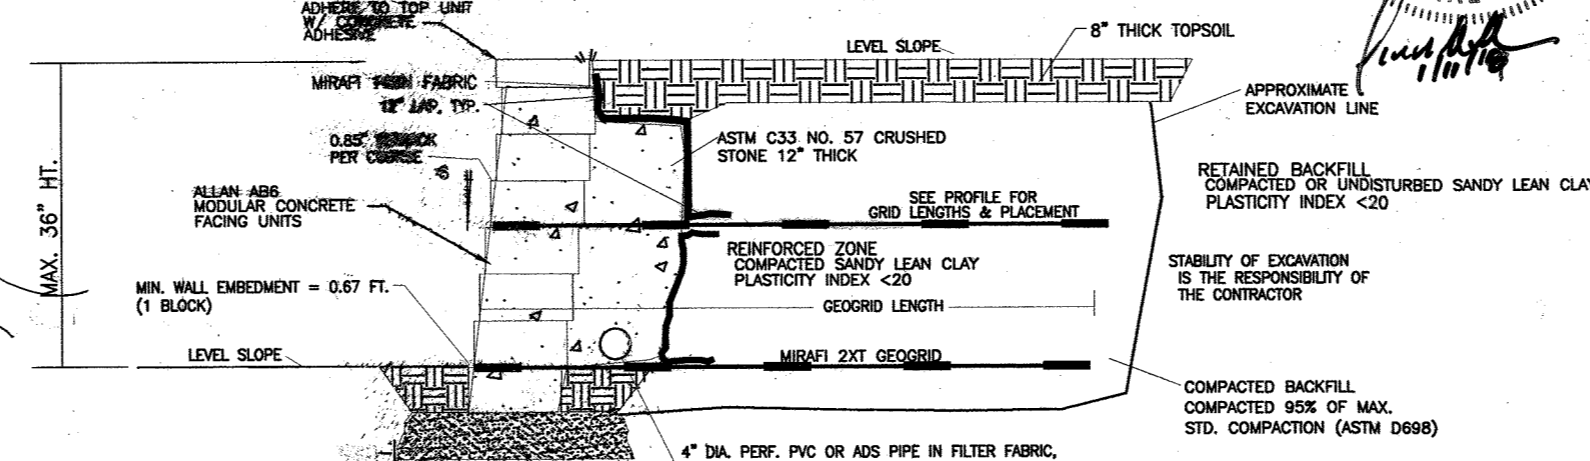 ADHERE TO TOP UNIT
W/ CONCRETE
ADHESIVE
8" THICK TOPSOIL
LEVEL SLOPE
MIRAFI FABRIC
12" LAP, TYP.
APPROXIMATE
EXCAVATION LINE
1/11/19
0.85"
PER COURSE
ASTM C33 NO. 57 CRUSHED
STONE 12" THICK
MAX. 36" HT.
ALLAN AB6
MODULAR CONCRETE
FACING UNITS
SEE PROFILE FOR
GRID LENGTHS & PLACEMENT
RETAINED BACKFILL
COMPACTED OR UNDISTURBED SANDY LEAN CLAY
PLASTICITY INDEX <20
REINFORCED ZONE
COMPACTED SANDY LEAN CLAY
PLASTICITY INDEX <20
STABILITY OF EXCAVATION
IS THE RESPONSIBILITY OF
THE CONTRACTOR
MIN. WALL EMBEDMENT = 0.67 FT.
(1 BLOCK)
GEOGRID LENGTH
LEVEL SLOPE
MIRAFI 2XT GEOGRID
COMPACTED BACKFILL
COMPACTED 95% OF MAX.
STD. COMPACTION (ASTM D698)
4" DIA. PERF. PVC OR ADS PIPE IN FILTER FABRIC,